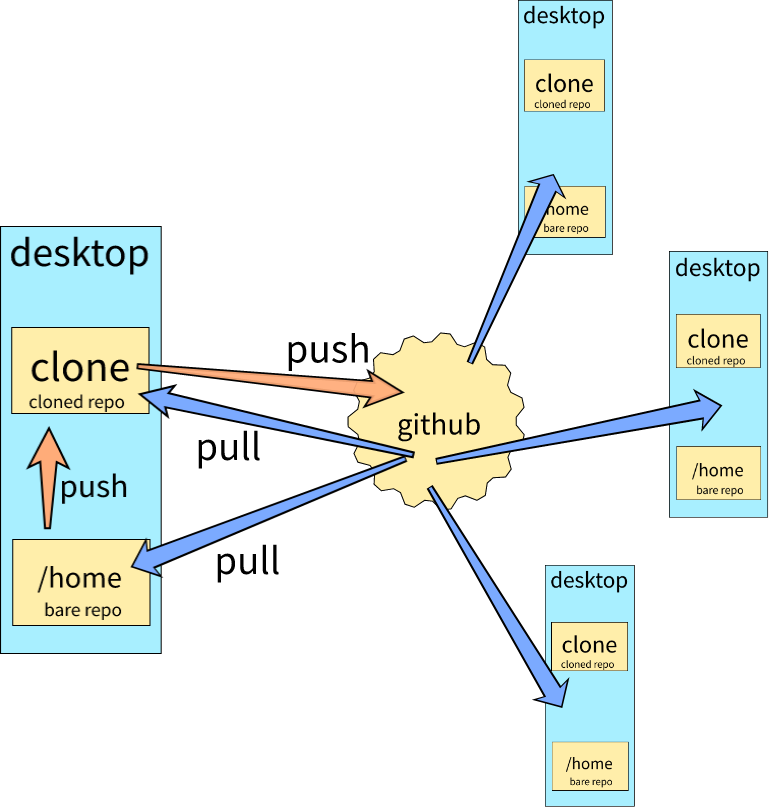 desktop
clone
cloned repo
push
/home
bare repo
push
pull
pull
github
desktop
clone
cloned repo
home
bare repo
desktop
clone
cloned repo
/home
bare repo
desktop
clone
cloned repo
/home
bare repo